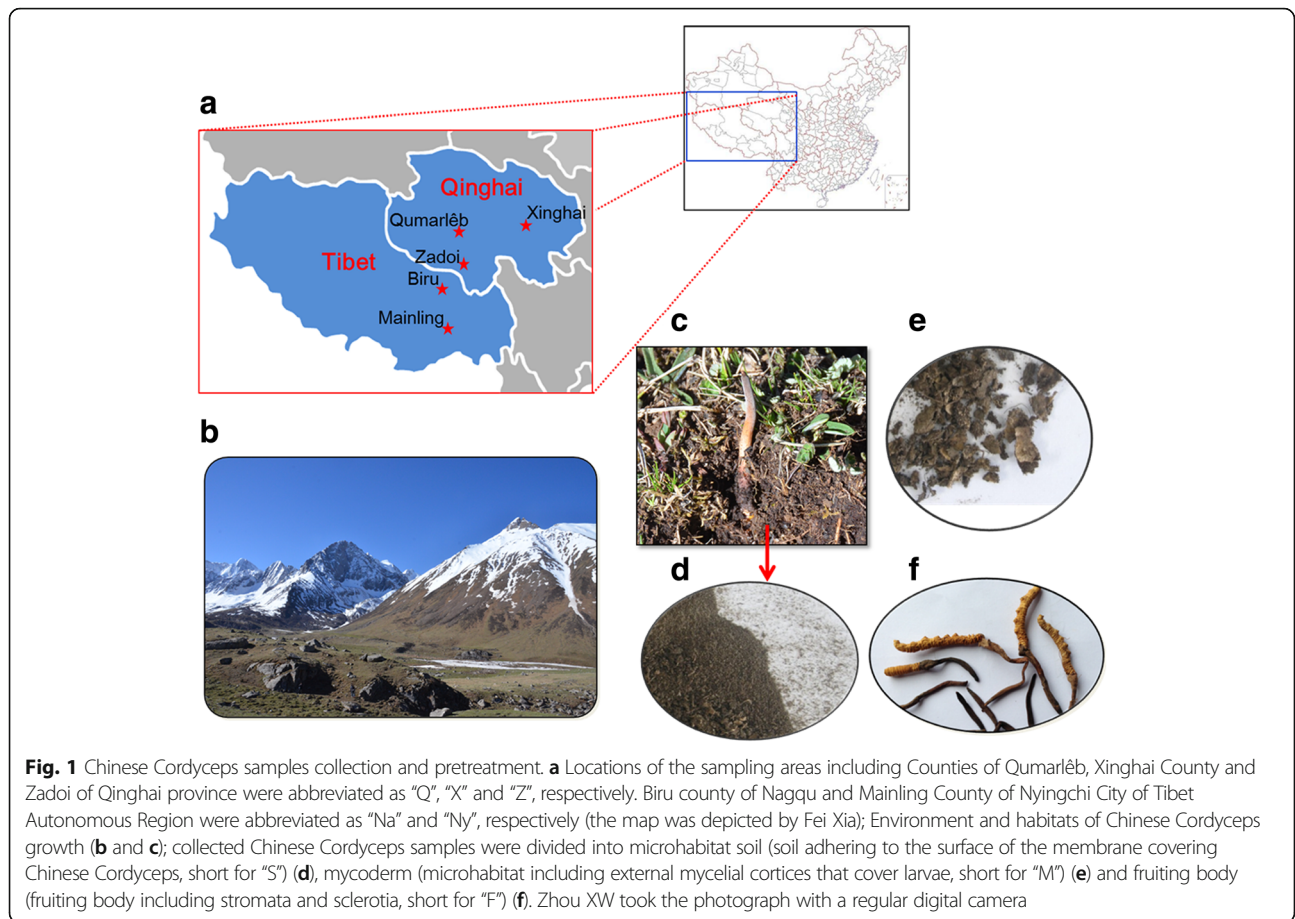 a
Qinghai
Qumarlêb
Xinghai
Zadoi
Tibet
Biru
Mainling
b
c
e
d
f
Fig. 1 Chinese Cordyceps samples collection and pretreatment. a Locations of the sampling areas including Counties of Qumarlêb, Xinghai County and
Zadoi of Qinghai province were abbreviated as “Q”, “X” and “Z”, respectively. Biru county of Nagqu and Mainling County of Nyingchi City of Tibet
Autonomous Region were abbreviated as “Na” and “Ny”, respectively (the map was depicted by Fei Xia); Environment and habitats of Chinese Cordyceps
growth (b and c); collected Chinese Cordyceps samples were divided into microhabitat soil (soil adhering to the surface of the membrane covering
Chinese Cordyceps, short for “S”) (d), mycoderm (microhabitat including external mycelial cortices that cover larvae, short for “M”) (e) and fruiting body
(fruiting body including stromata and sclerotia, short for “F”) (f). Zhou XW took the photograph with a regular digital camera